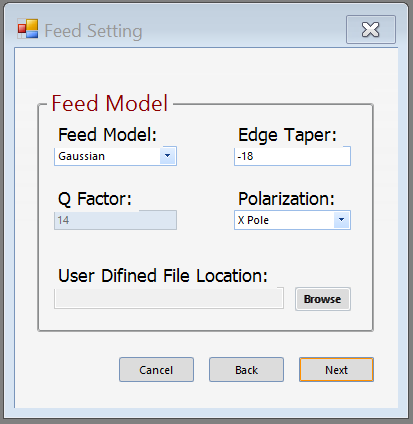 Feed Setting
Feed Model
Feed Model: Edge Taper:
Gaussian -18
Q Factor: Polarization:
14 X Pole
User Difined File Location:
Browse
Cancel Back Next